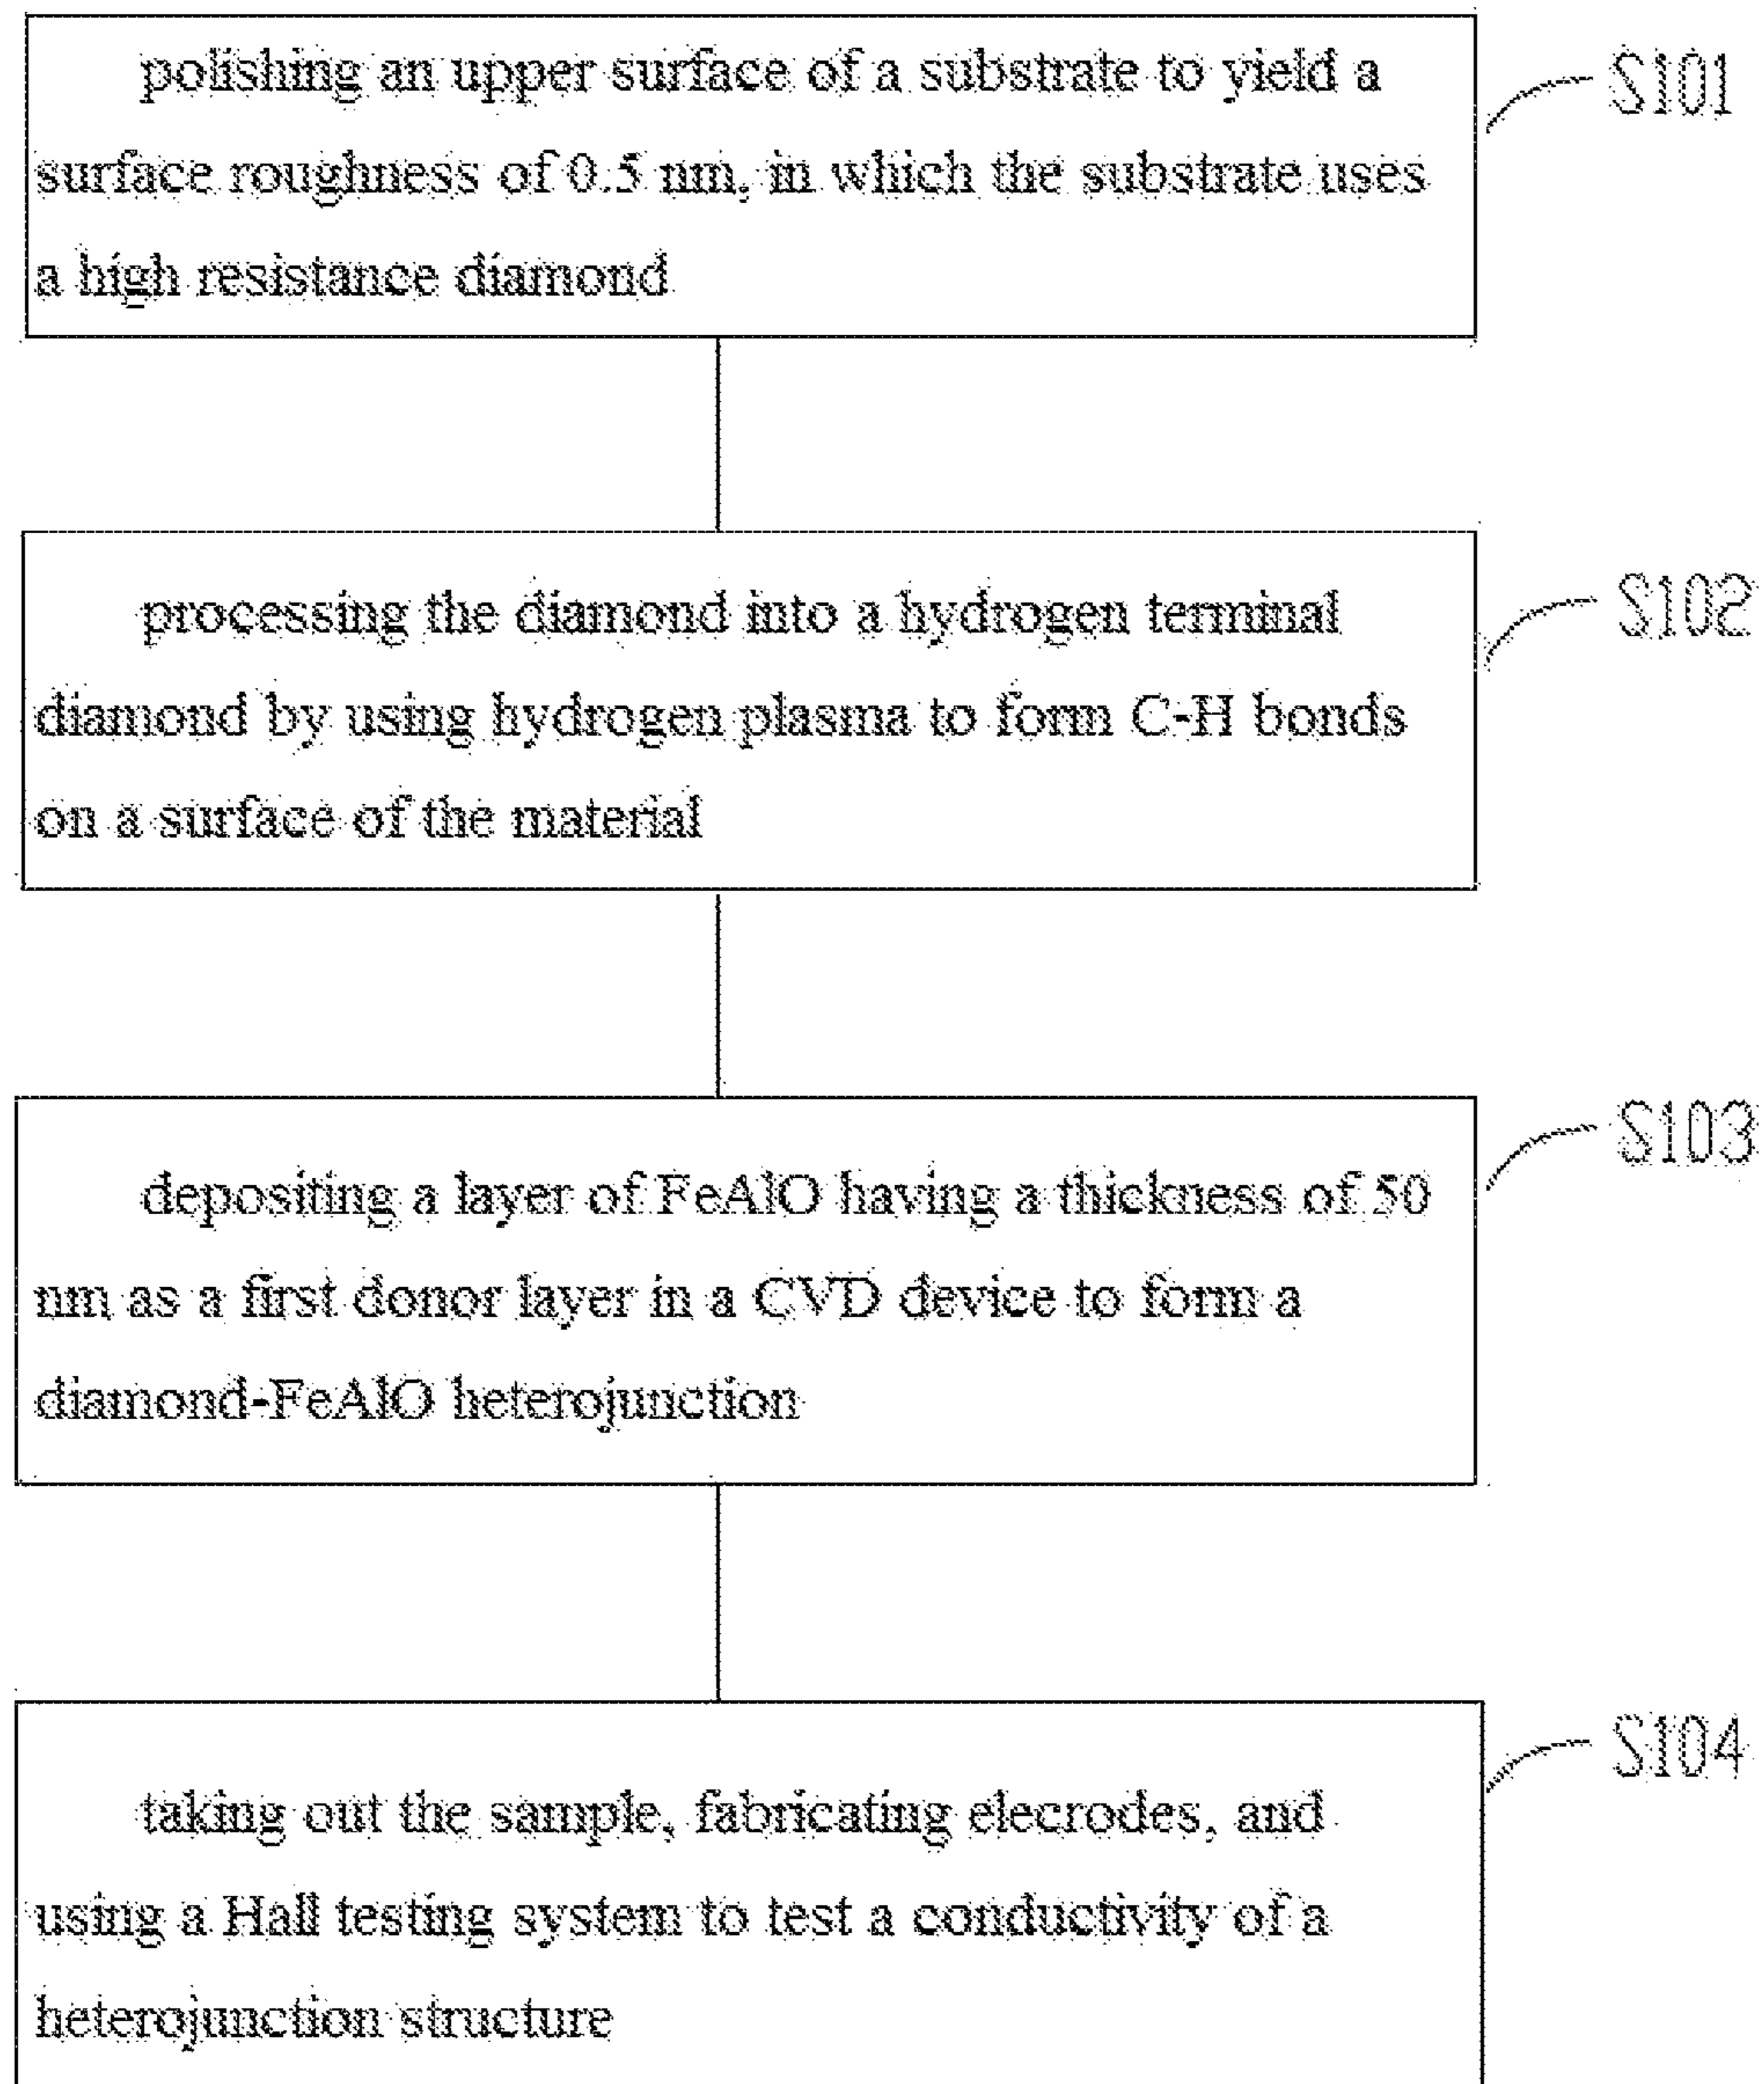 polishing an upper surface of a substrate to yield a
surface roughness of 0.5 nm, in which the substrate uses
a high resistance diamond
S101
processing the diamond into a hydrogen terminal
diamond by using hydrogen plasma to form C-H bonds
on a surface of the material
S102
depositing a layer of FeAlO having a thickness of 50
nm as a first donor layer in a CVD device to form a
diamond-FeAlO heterojunction
S103
taking out the sample, fabricating elecrodes, and
using a Hall testing system to test a conductivity of a
heterojunction structure
S104